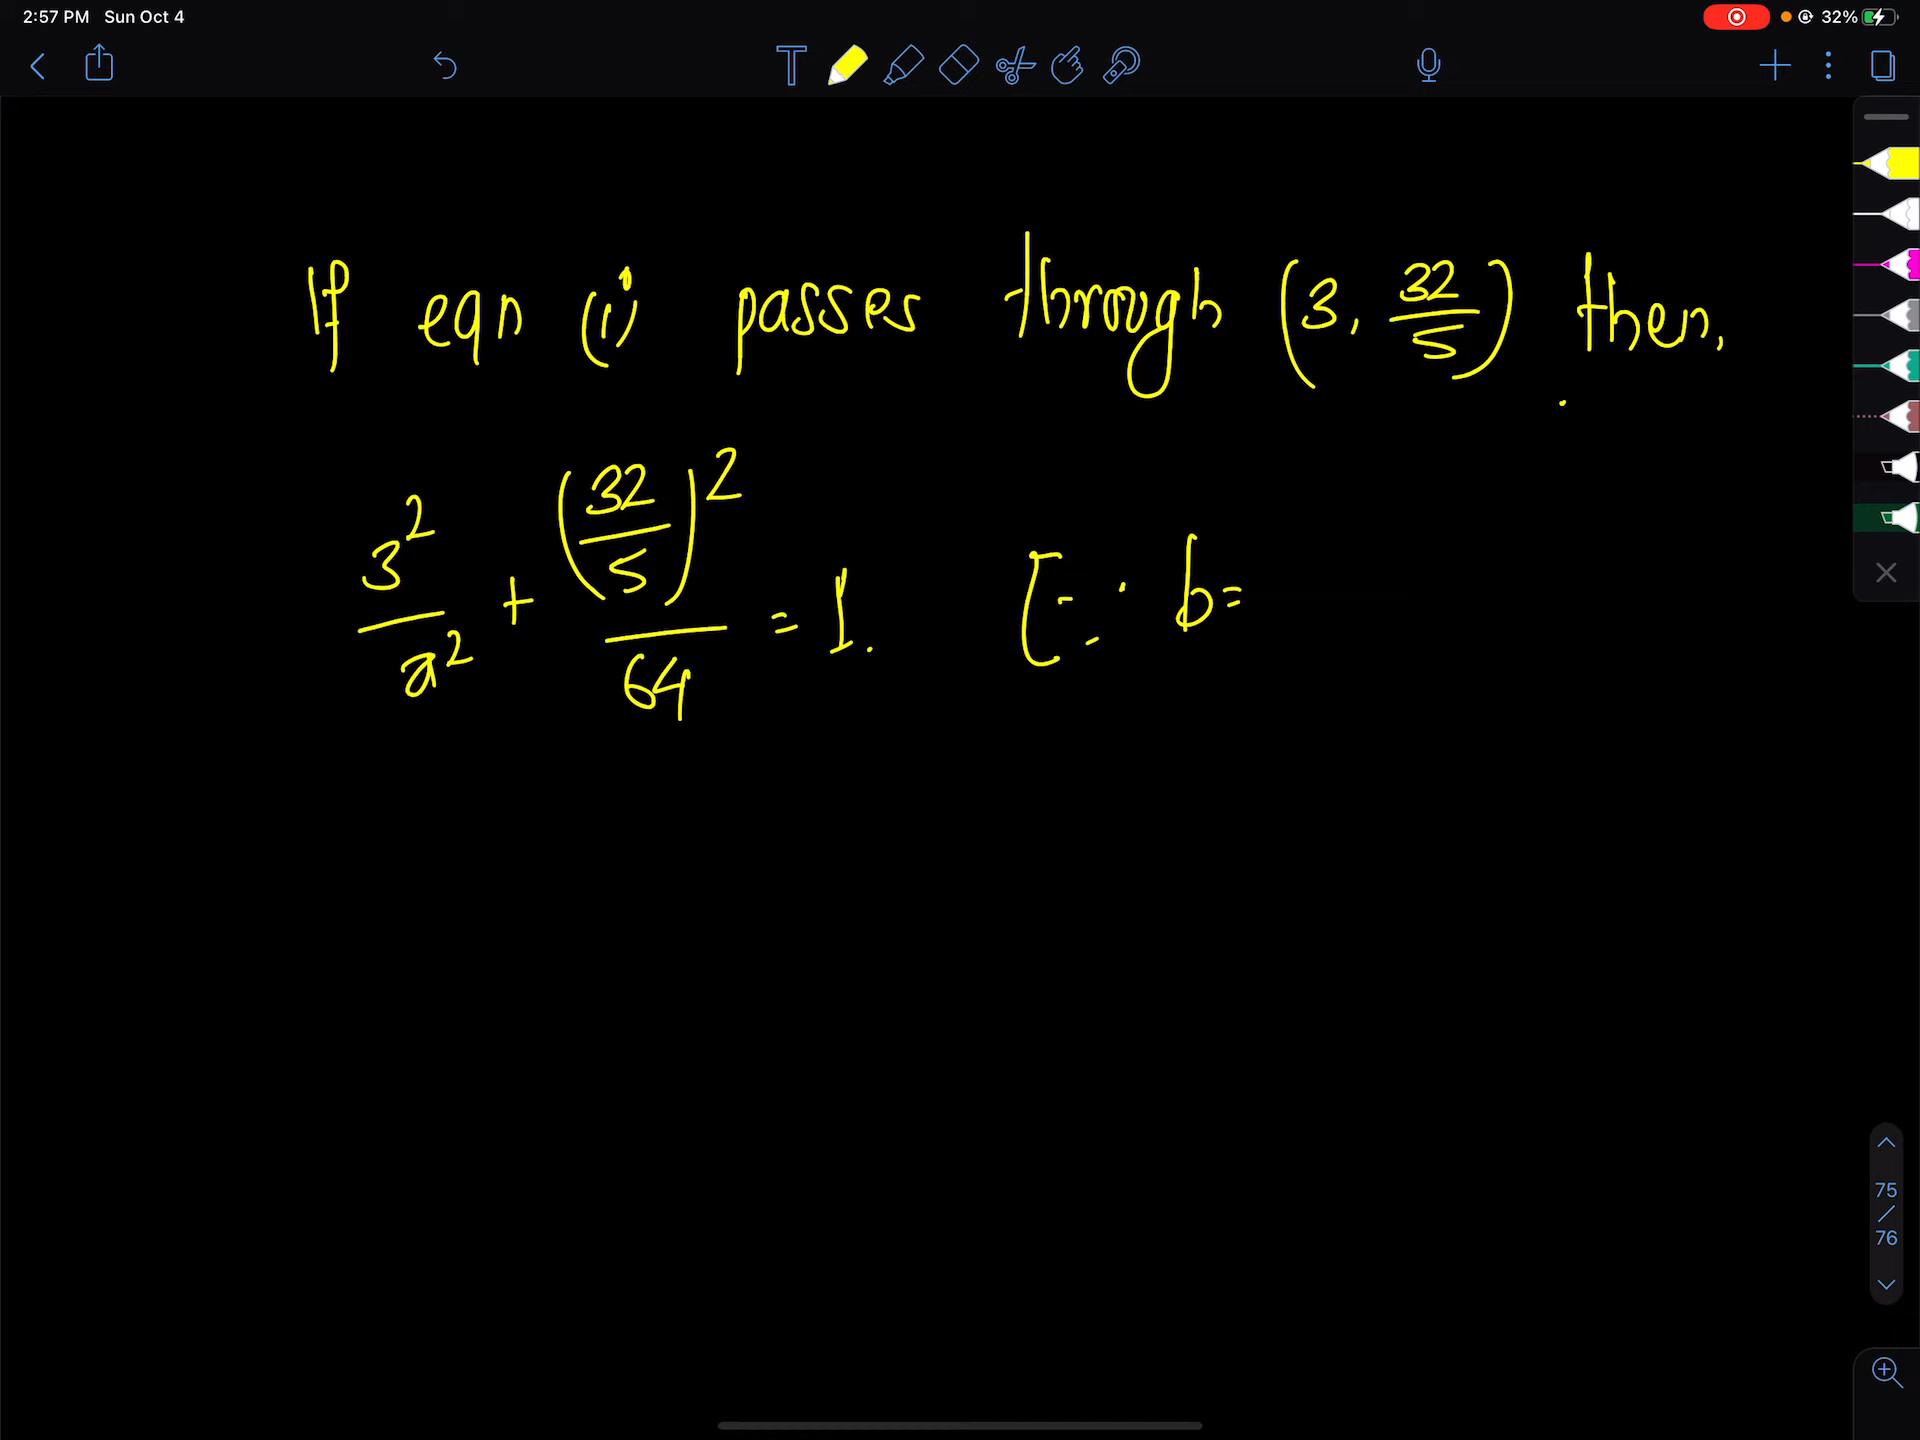 2:57 PM Sun Oct 4
32%
If eqn (i) passes through (3, 32/5) then,
3²/a² + (32/5)²/64 = 1. [∵ b=
75
/
76